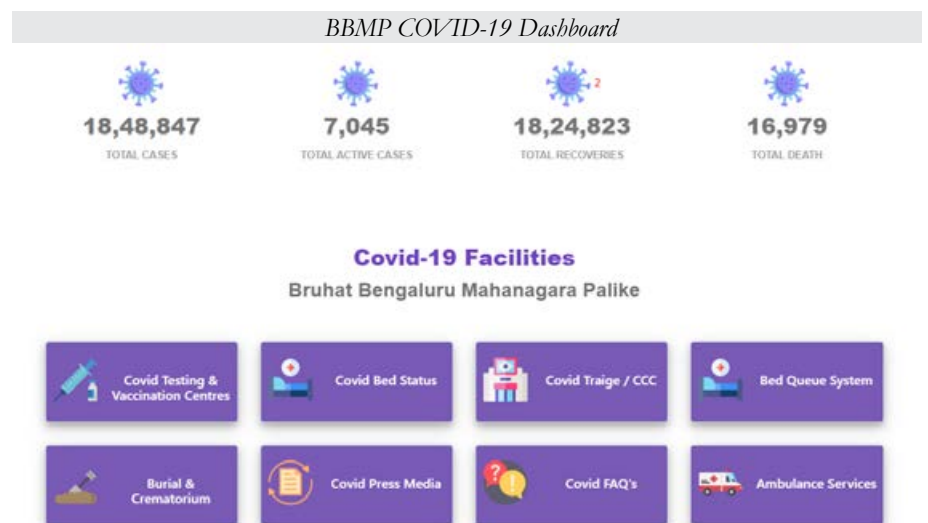 BBMP COVID-19 Dashboard
2
18,48,847
7,045
18,24,823
16,979
TOTAL CASES
TOTAL ACTIVE CASES
TOTAL RECOVERIES
TOTAL DEATH
Covid-19 Facilities
Bruhat Bengaluru Mahanagara Palike
Covid Testing &
Vaccination Centres
Covid Bed Status
Covid Traige / CCC
Bed Queue System
Burial &
Crematorium
Covid Press Media
Covid FAQ's
Ambulance Services